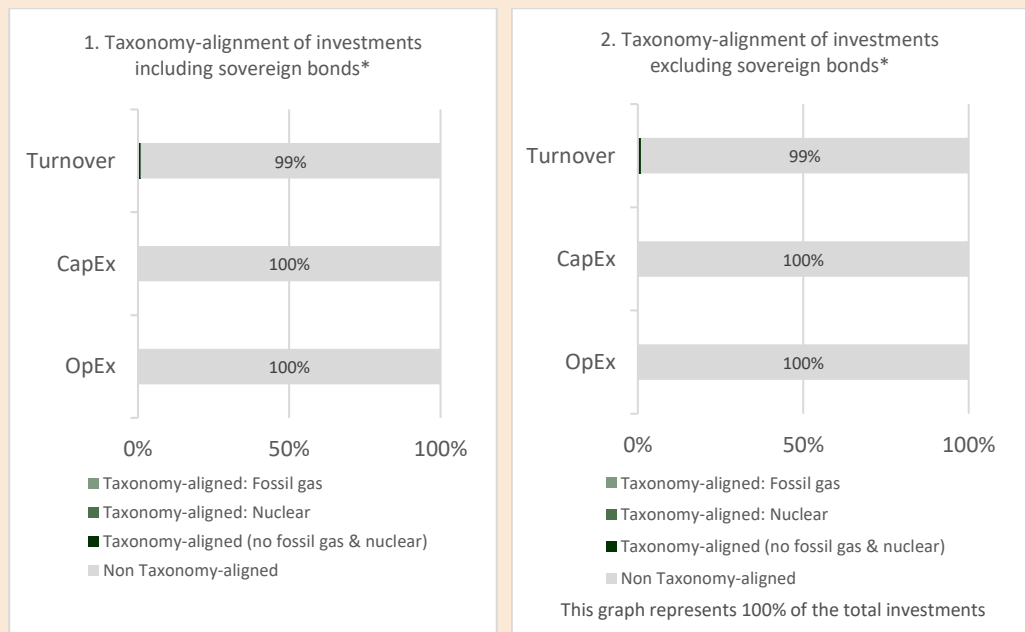 1. Taxonomy-alignment of investments
including sovereign bonds*
Turnover
99%
CapEx
100%
OpEx
100%
0%
50%
100%
Taxonomy-aligned: Fossil gas
Taxonomy-aligned: Nuclear
Taxonomy-aligned (no fossil gas & nuclear)
Non Taxonomy-aligned
2. Taxonomy-alignment of investments
excluding sovereign bonds*
Turnover
99%
CapEx
100%
OpEx
100%
0%
50%
100%
Taxonomy-aligned: Fossil gas
Taxonomy-aligned: Nuclear
Taxonomy-aligned (no fossil gas & nuclear)
Non Taxonomy-aligned
This graph represents 100% of the total investments